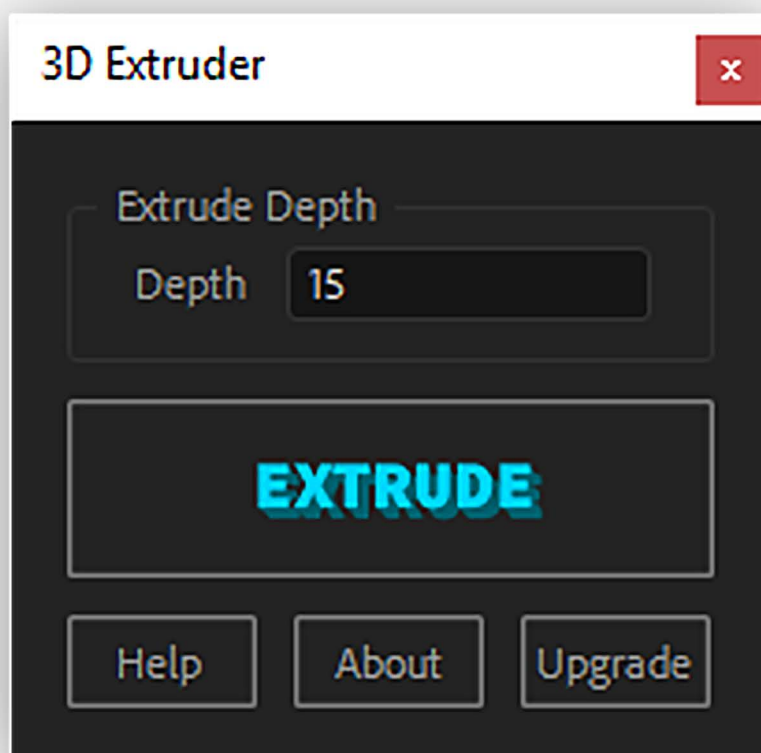 3D Extruder
x
Extrude Depth
Depth 15
EXTRUDE
Help About Upgrade